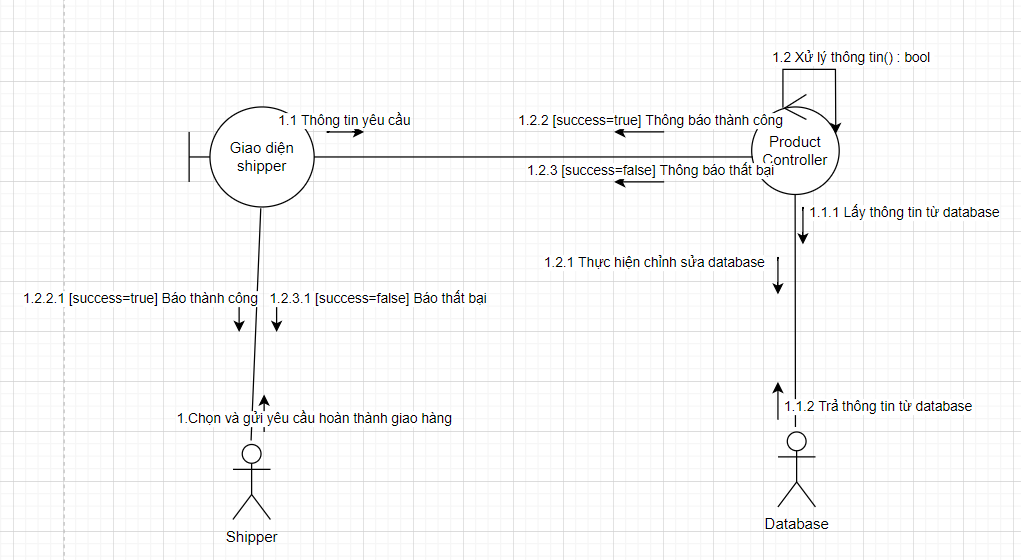 1.2 Xử lý thông tin() : bool
1.1 Thông tin yêu cầu
1.2.2 [success=true] Thông báo thành công
Giao diện
shipper
Product
Controller
1.2.3 [success=false] Thông báo thất bại
1.1.1 Lấy thông tin từ database
1.2.1 Thực hiện chỉnh sửa database
1.2.2.1 [success=true] Báo thành công
1.2.3.1 [success=false] Báo thất bại
1.1.2 Trả thông tin từ database
1.Chọn và gửi yêu cầu hoàn thành giao hàng
Database
Shipper